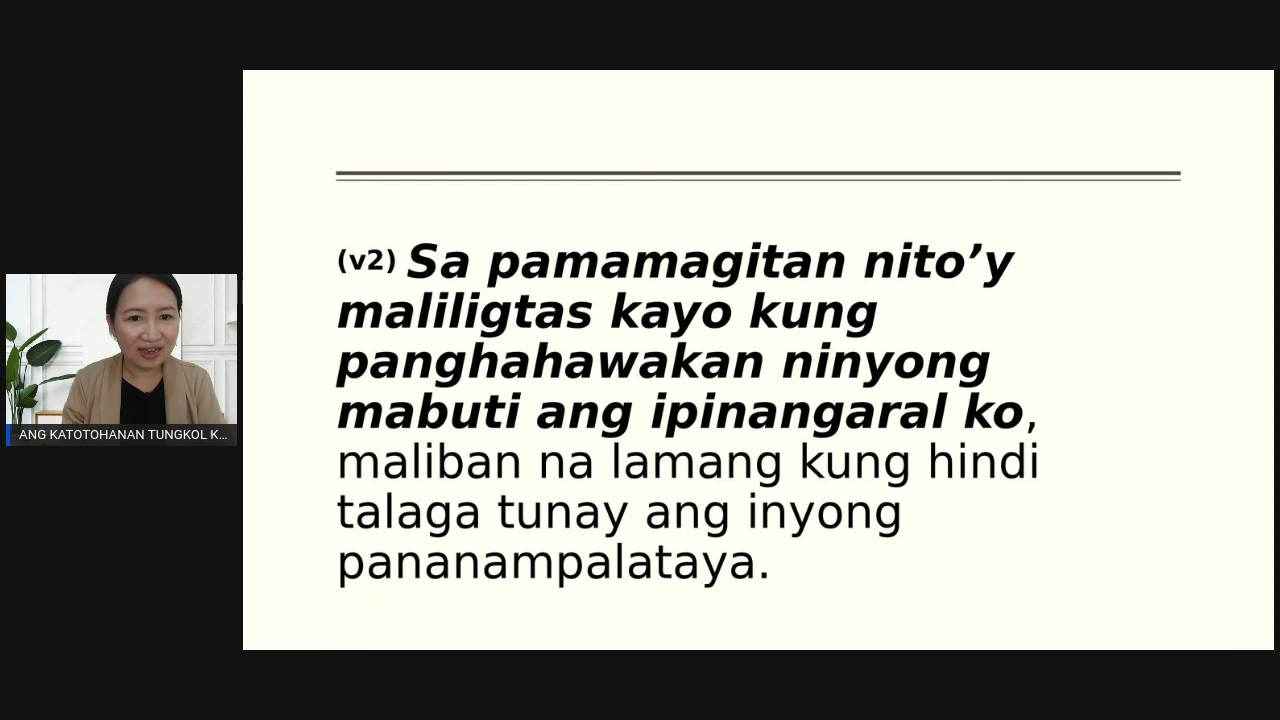 (v2) Sa pamamagitan nito’y
maliligtas kayo kung
panghahawakan ninyong
mabuti ang ipinangaral ko,
maliban na lamang kung hindi
talaga tunay ang inyong
pananampalataya.
ANG KATOTOHANAN TUNGKOL K...